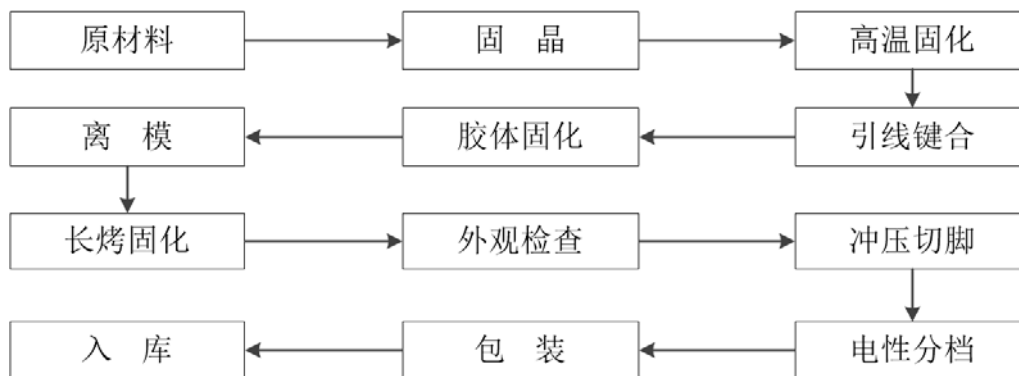 原材料
固 晶
高温固化
离 模
胶体固化
引线键合
长烤固化
外观检查
冲压切脚
入 库
包 装
电性分档